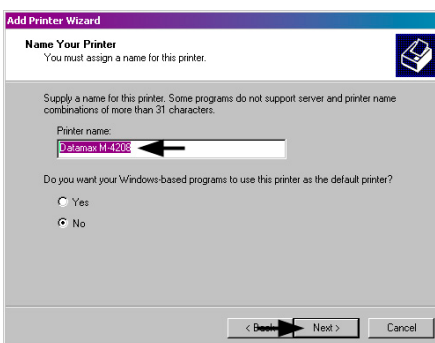 Add Printer Wizard
Name Your Printer
You must assign a name for this printer.
Supply a name for this printer. Some programs do not support server and printer name
combinations of more than 31 characters.
Printer name:
Datamax M-4208
Do you want your Windows-based programs to use this printer as the default printer?
Yes
No
< Back Next > Cancel